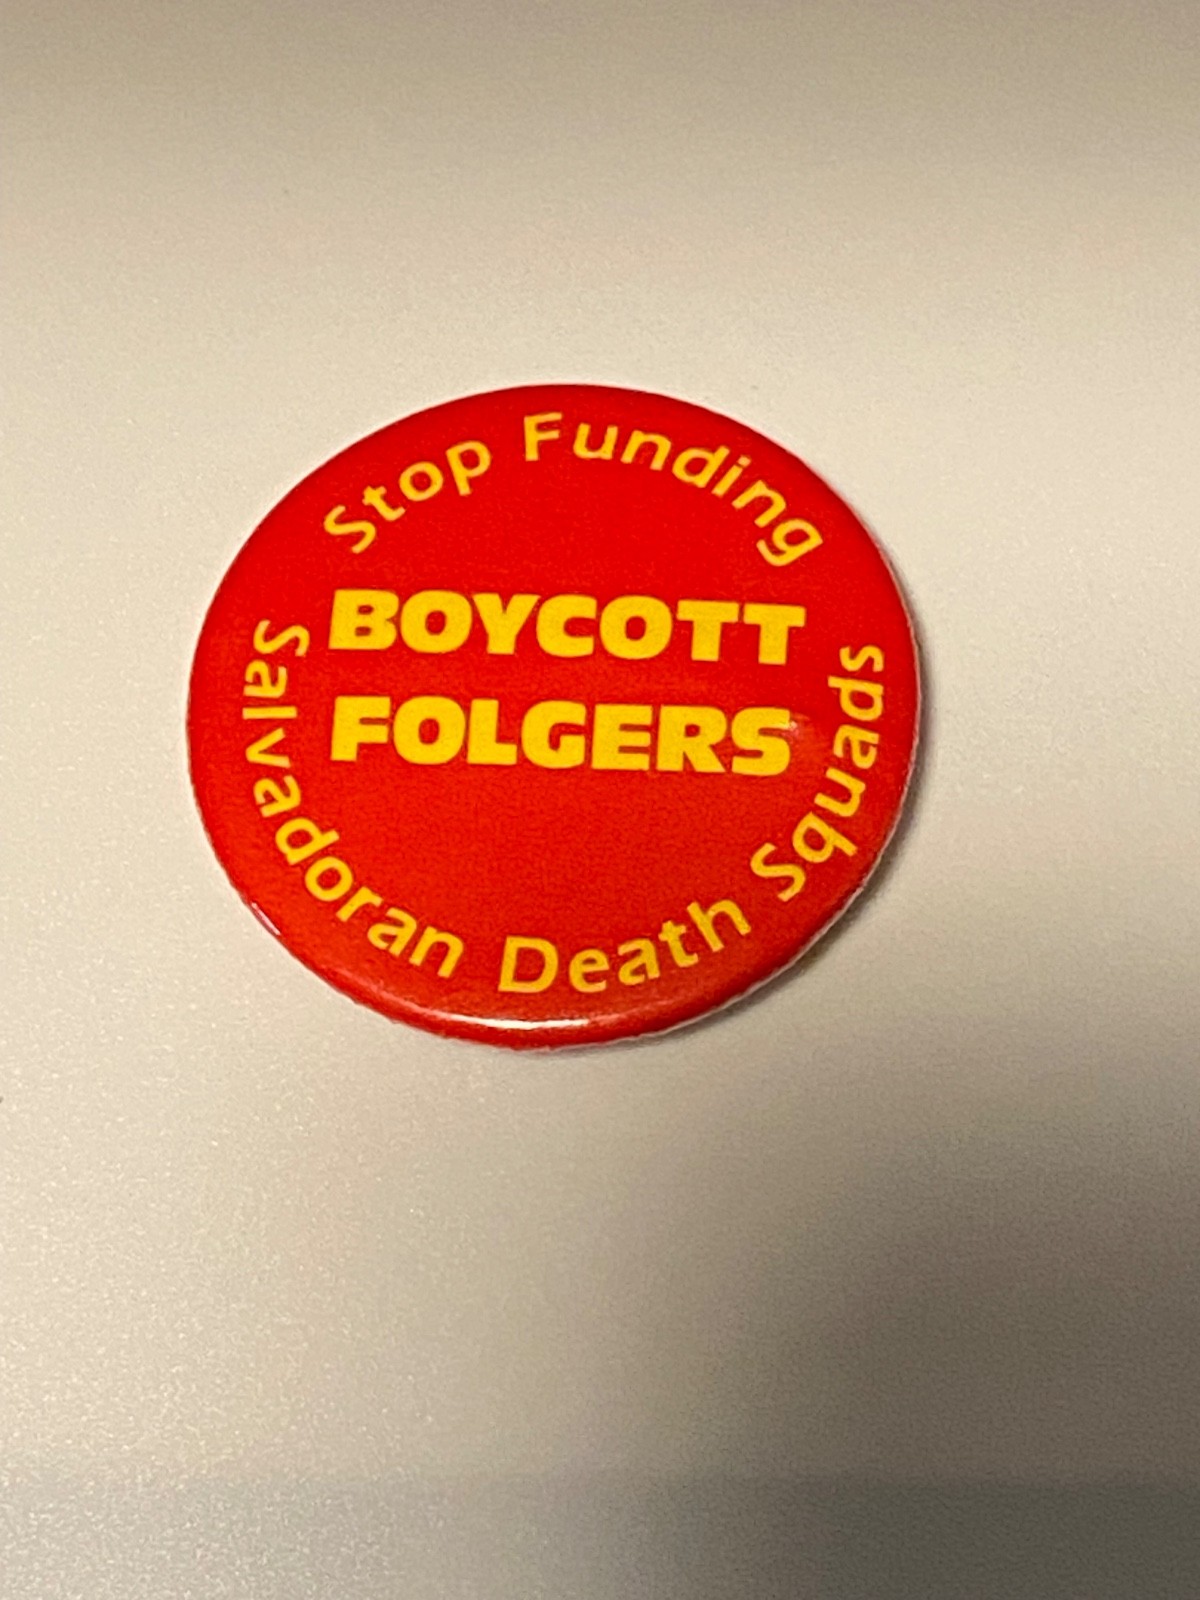 Stop Funding
BOYCOTT
FOLGERS
Salvadoran Death Squads